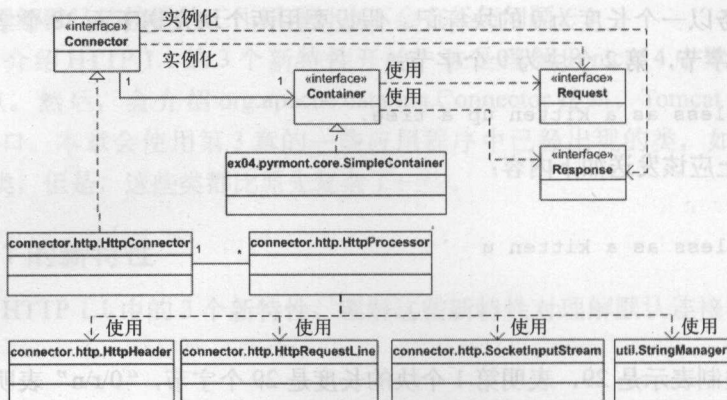 «interface»
Connector
实例化
实例化
1
1
«interface»
Container
使用
使用
«interface»
Request
«interface»
Response
ex04.pyrmont.core.SimpleContainer
connector.http.HttpConnector
1
*
connector.http.HttpProcessor
使用
使用
使用
使用
connector.http.HttpHeader
connector.http.HttpRequestLine
connector.http.SocketInputStream
util.StringManager